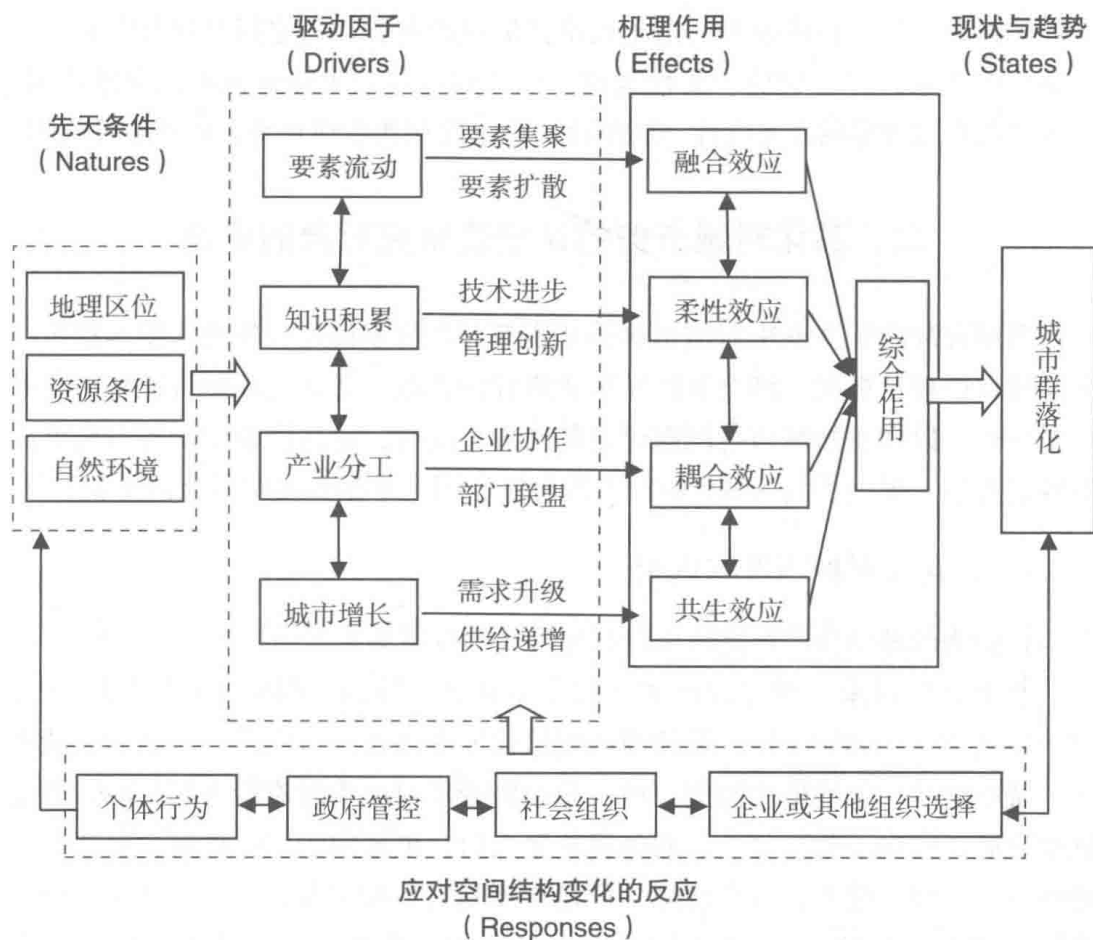 驱动因子
（Drivers）
机理作用
（Effects）
现状与趋势
（States）
先天条件
（Natures）
地理区位
资源条件
自然环境
要素流动
要素集聚
要素扩散
融合效应
知识积累
技术进步
管理创新
柔性效应
产业分工
企业协作
部门联盟
耦合效应
城市增长
需求升级
供给递增
共生效应
综合作用
城市群落化
个体行为
政府管控
社会组织
企业或其他组织选择
应对空间结构变化的反应
（Responses）